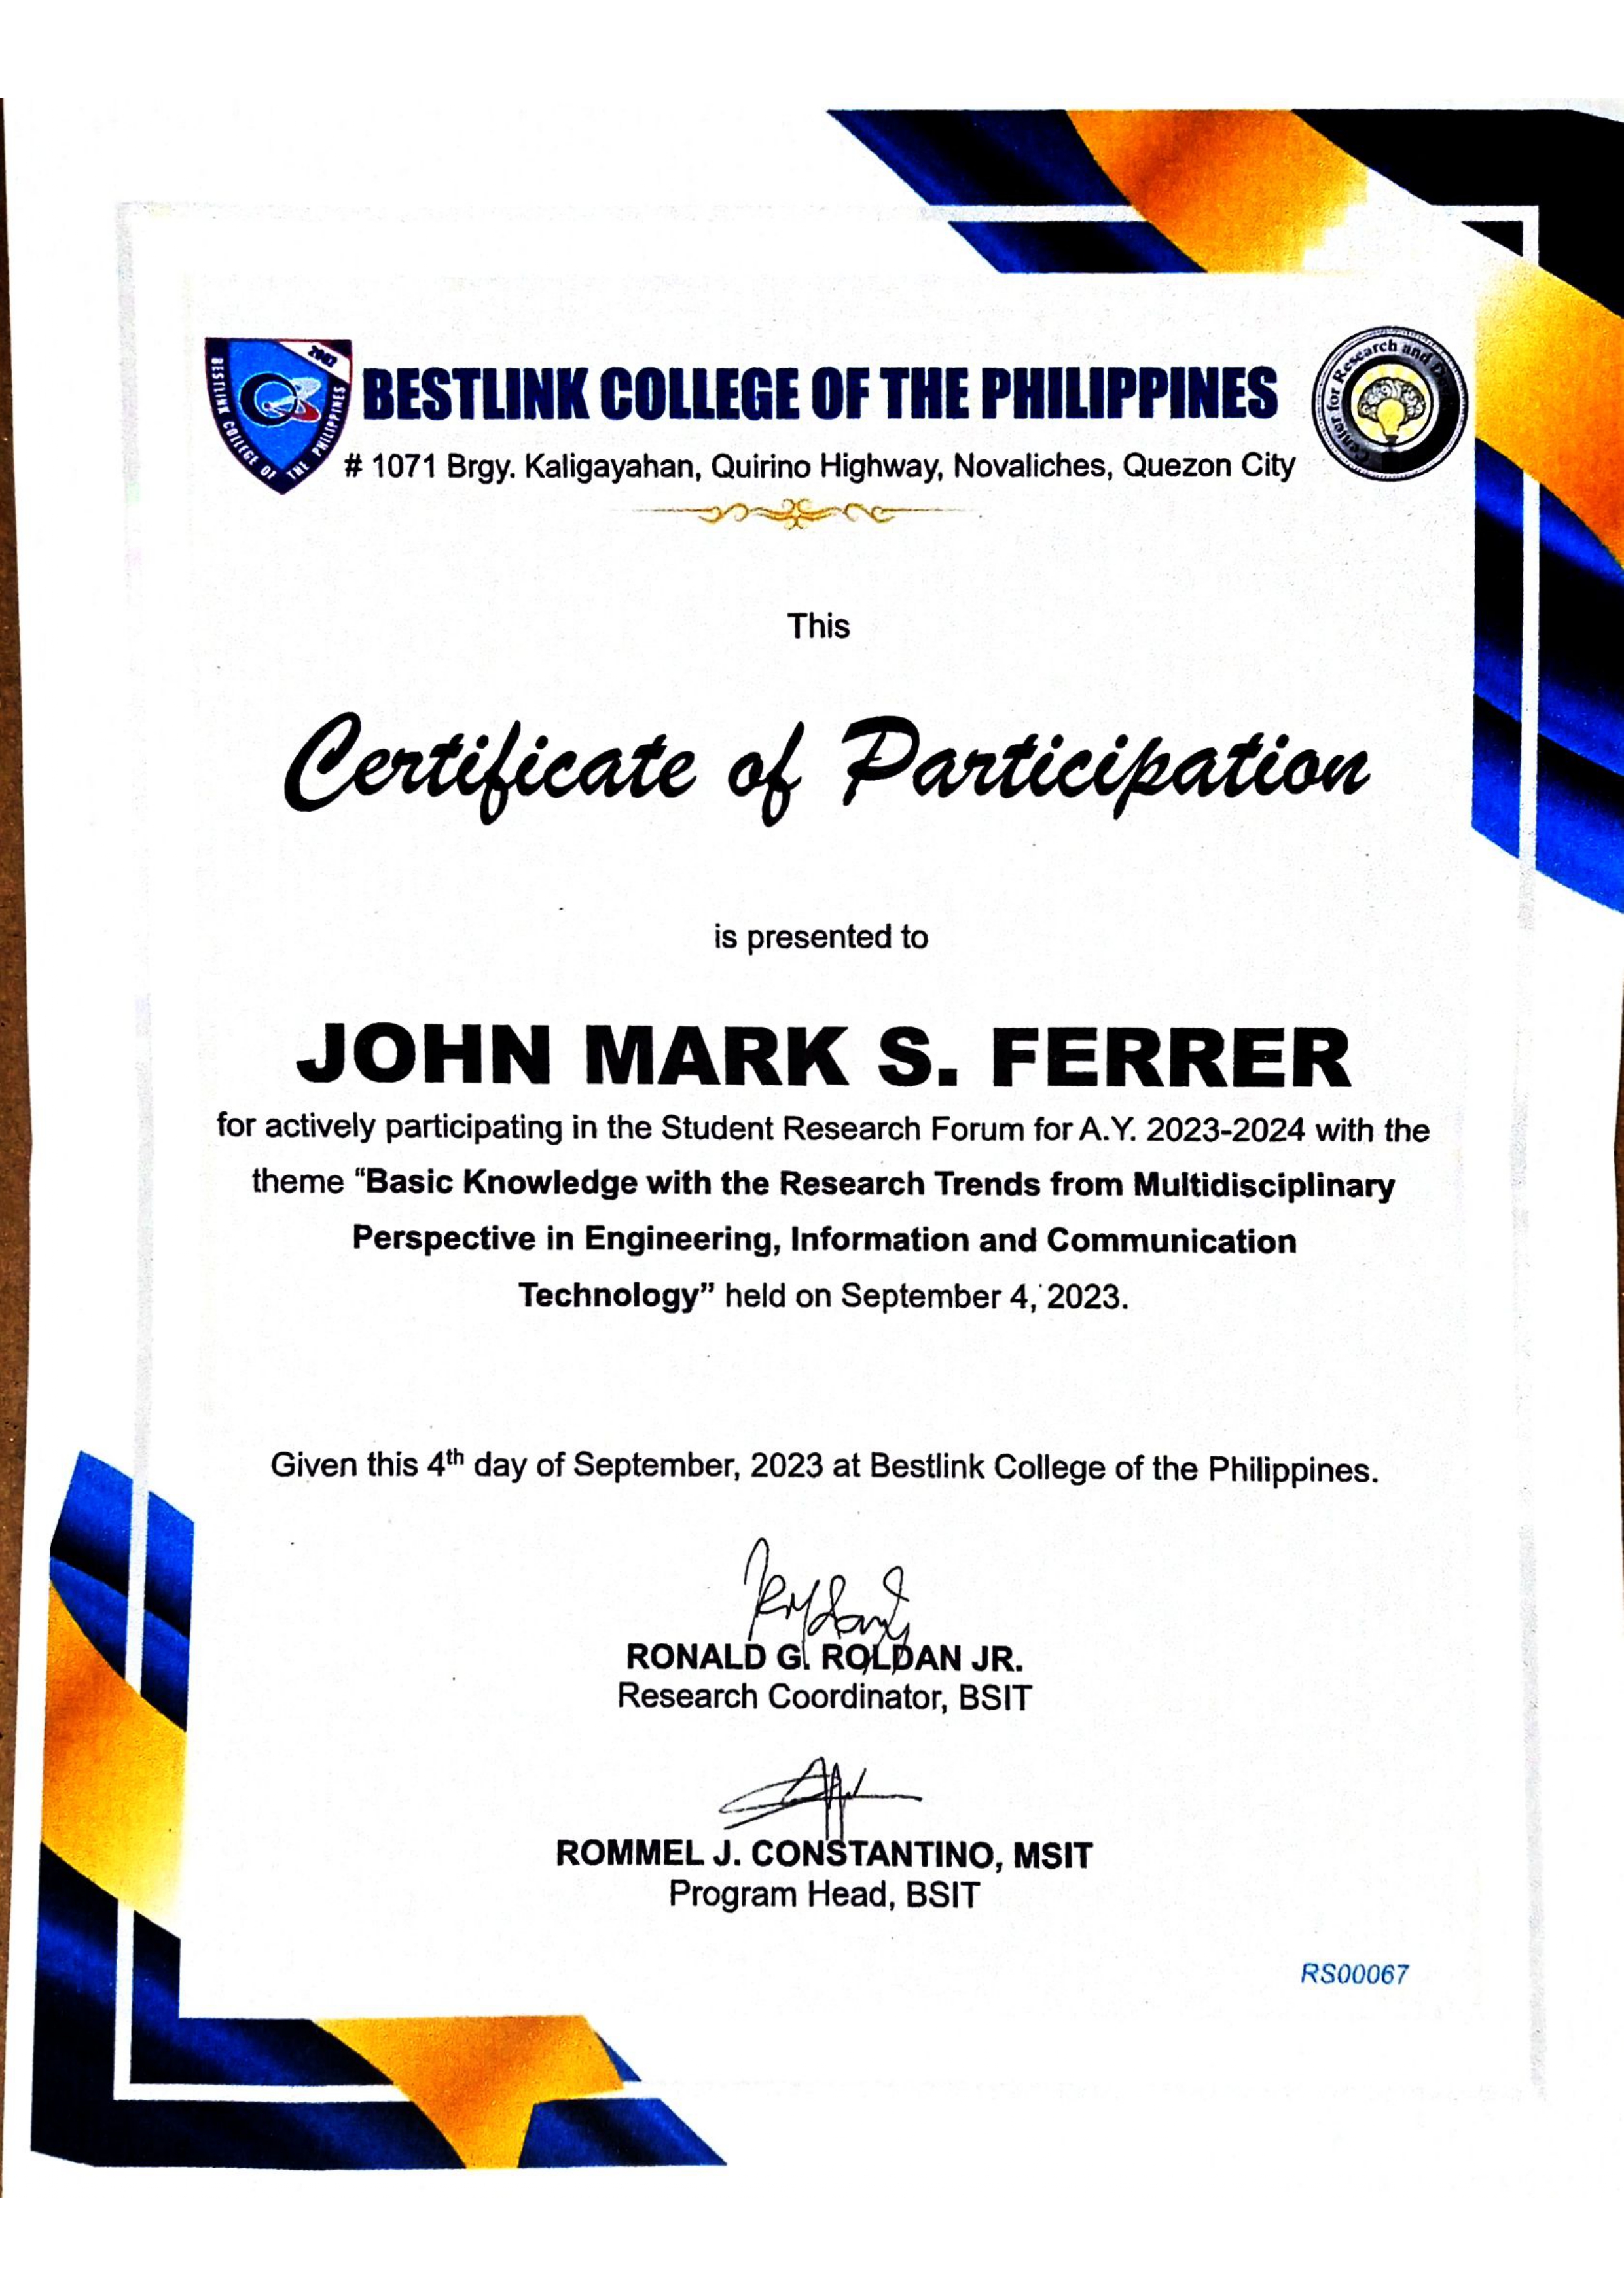 2002
BESTLINK COLLEGE OF THE PHILIPPINES
BESTLINK COLLEGE OF THE PHILIPPINES
Center for Research and
# 1071 Brgy. Kaligayahan, Quirino Highway, Novaliches, Quezon City
This
Certificate of Participation
is presented to
JOHN MARK S. FERRER
for actively participating in the Student Research Forum for A.Y. 2023-2024 with the
theme “Basic Knowledge with the Research Trends from Multidisciplinary
Perspective in Engineering, Information and Communication
Technology” held on September 4, 2023.
Given this 4th day of September, 2023 at Bestlink College of the Philippines.
RONALD G. ROLDAN JR.
Research Coordinator, BSIT
ROMMEL J. CONSTANTINO, MSIT
Program Head, BSIT
RS00067